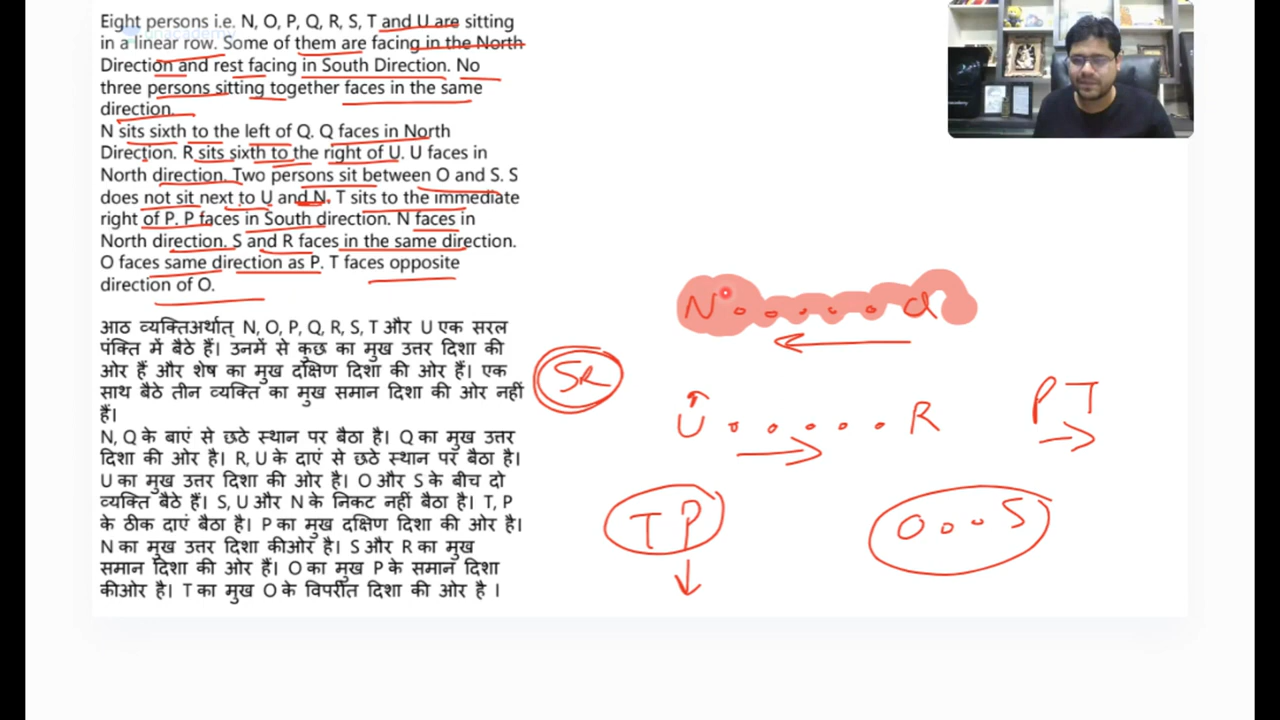 Eight persons i.e. N, O, P, Q, R, S, T and U are sitting
in a linear row. Some of them are facing in the North
Direction and rest facing in South Direction. No
three persons sitting together faces in the same
direction.
N sits sixth to the left of Q. Q faces in North
Direction. R sits sixth to the right of U. U faces in
North direction. Two persons sit between O and S. S
does not sit next to U and N. T sits to the immediate
right of P. P faces in South direction. N faces in
North direction. S and R faces in the same direction.
O faces same direction as P. T faces opposite
direction of O.
आठ व्यक्तिअर्थात् N, O, P, Q, R, S, T और U एक सरल
पंक्ति में बैठे हैं। उनमें से कुछ का मुख उत्तर दिशा की
ओर हैं और शेष का मुख दक्षिण दिशा की ओर हैं। एक
साथ बैठे तीन व्यक्ति का मुख समान दिशा की ओर नहीं
हैं।
N, Q के बाएं से छठे स्थान पर बैठा है। Q का मुख उत्तर
दिशा की ओर है। R, U के दाएं से छठे स्थान पर बैठा है।
U का मुख उत्तर दिशा की ओर है। O और S के बीच दो
व्यक्ति बैठे हैं। S, U और N के निकट नहीं बैठा है। T, P
के ठीक दाएं बैठा है। P का मुख दक्षिण दिशा की ओर है।
N का मुख उत्तर दिशा कीओर है। S और R का मुख
समान दिशा की ओर हैं। O का मुख P के समान दिशा
कीओर है। T का मुख O के विपरीत दिशा की ओर है ।
N Q
SR
U R P T
T P O S